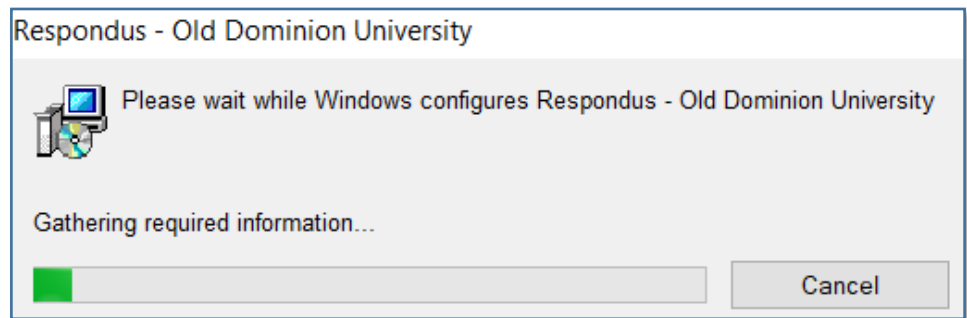 Respondus - Old Dominion University
Please wait while Windows configures Respondus - Old Dominion University
Gathering required information...
Cancel